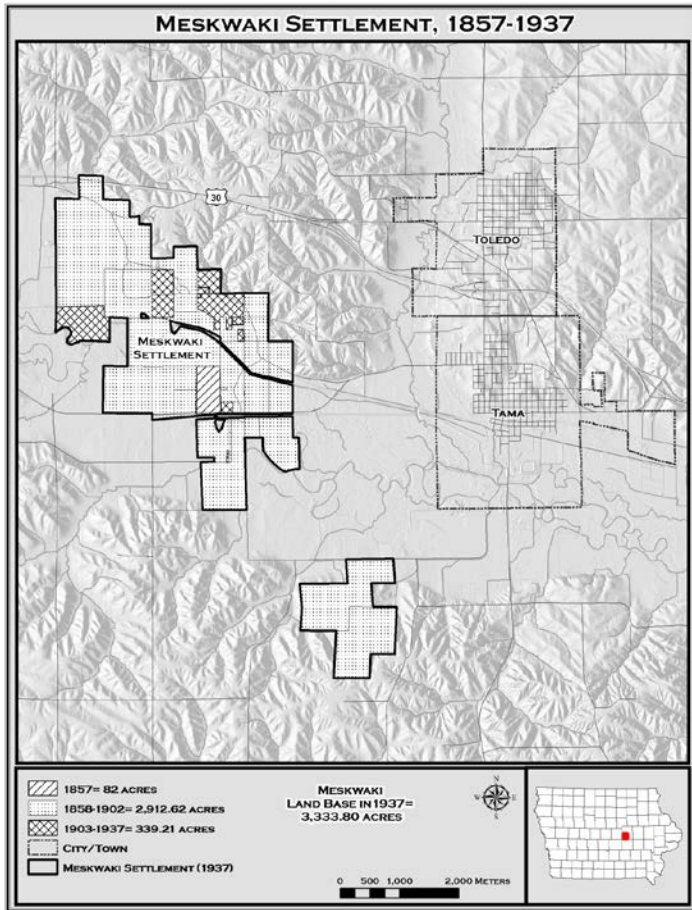 MESKWAKI SETTLEMENT, 1857-1937
30
TOLEDO
MESKWAKI
SETTLEMENT
TAMA
1857= 82 ACRES
1858-1902= 2,912.62 ACRES
1903-1937= 339.21 ACRES
CITY/TOWN
MESKWAKI SETTLEMENT (1937)
MESKWAKI
LAND BASE IN 1937=
3,333.80 ACRES
N
W
E
S
0 500 1,000 2,000 METERS